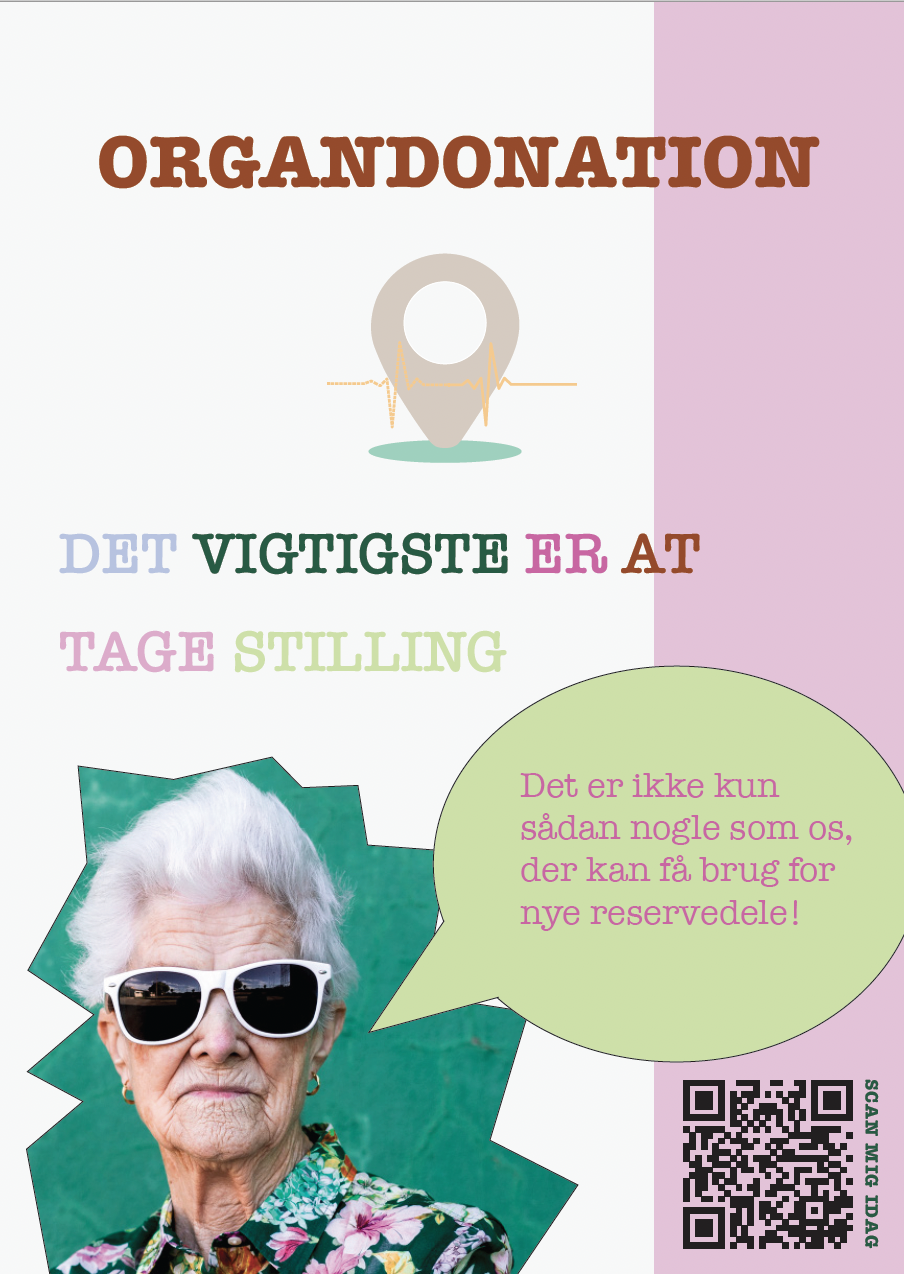 ORGANDONATION
DET VIGTIGSTE ER AT
TAGE STILLING
Det er ikke kun
sådan nogle som os,
der kan få brug for
nye reservedele!
SCAN MIG IDAG